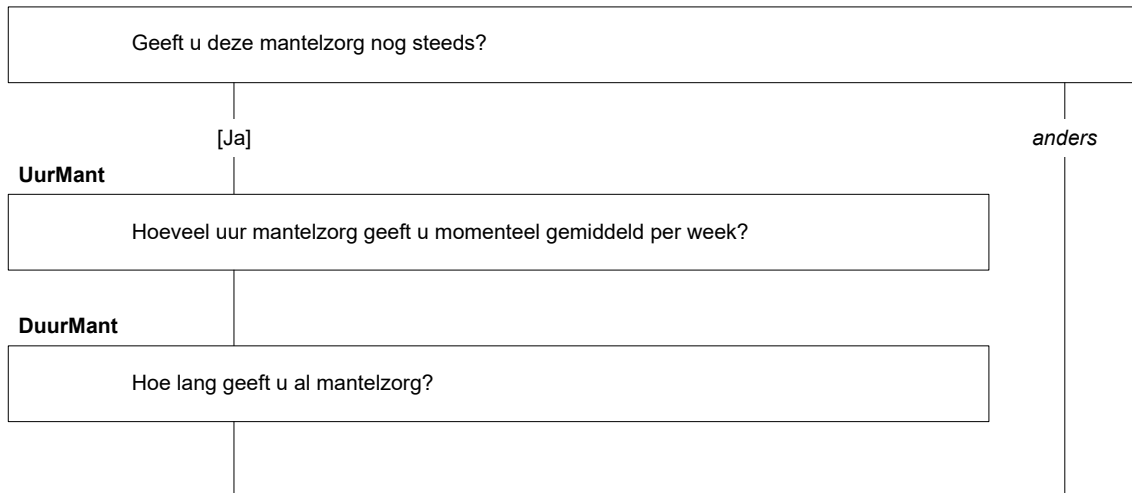 Geeft u deze mantelzorg nog steeds?
[Ja]
anders
UurMant
Hoeveel uur mantelzorg geeft u momenteel gemiddeld per week?
DuurMant
Hoe lang geeft u al mantelzorg?